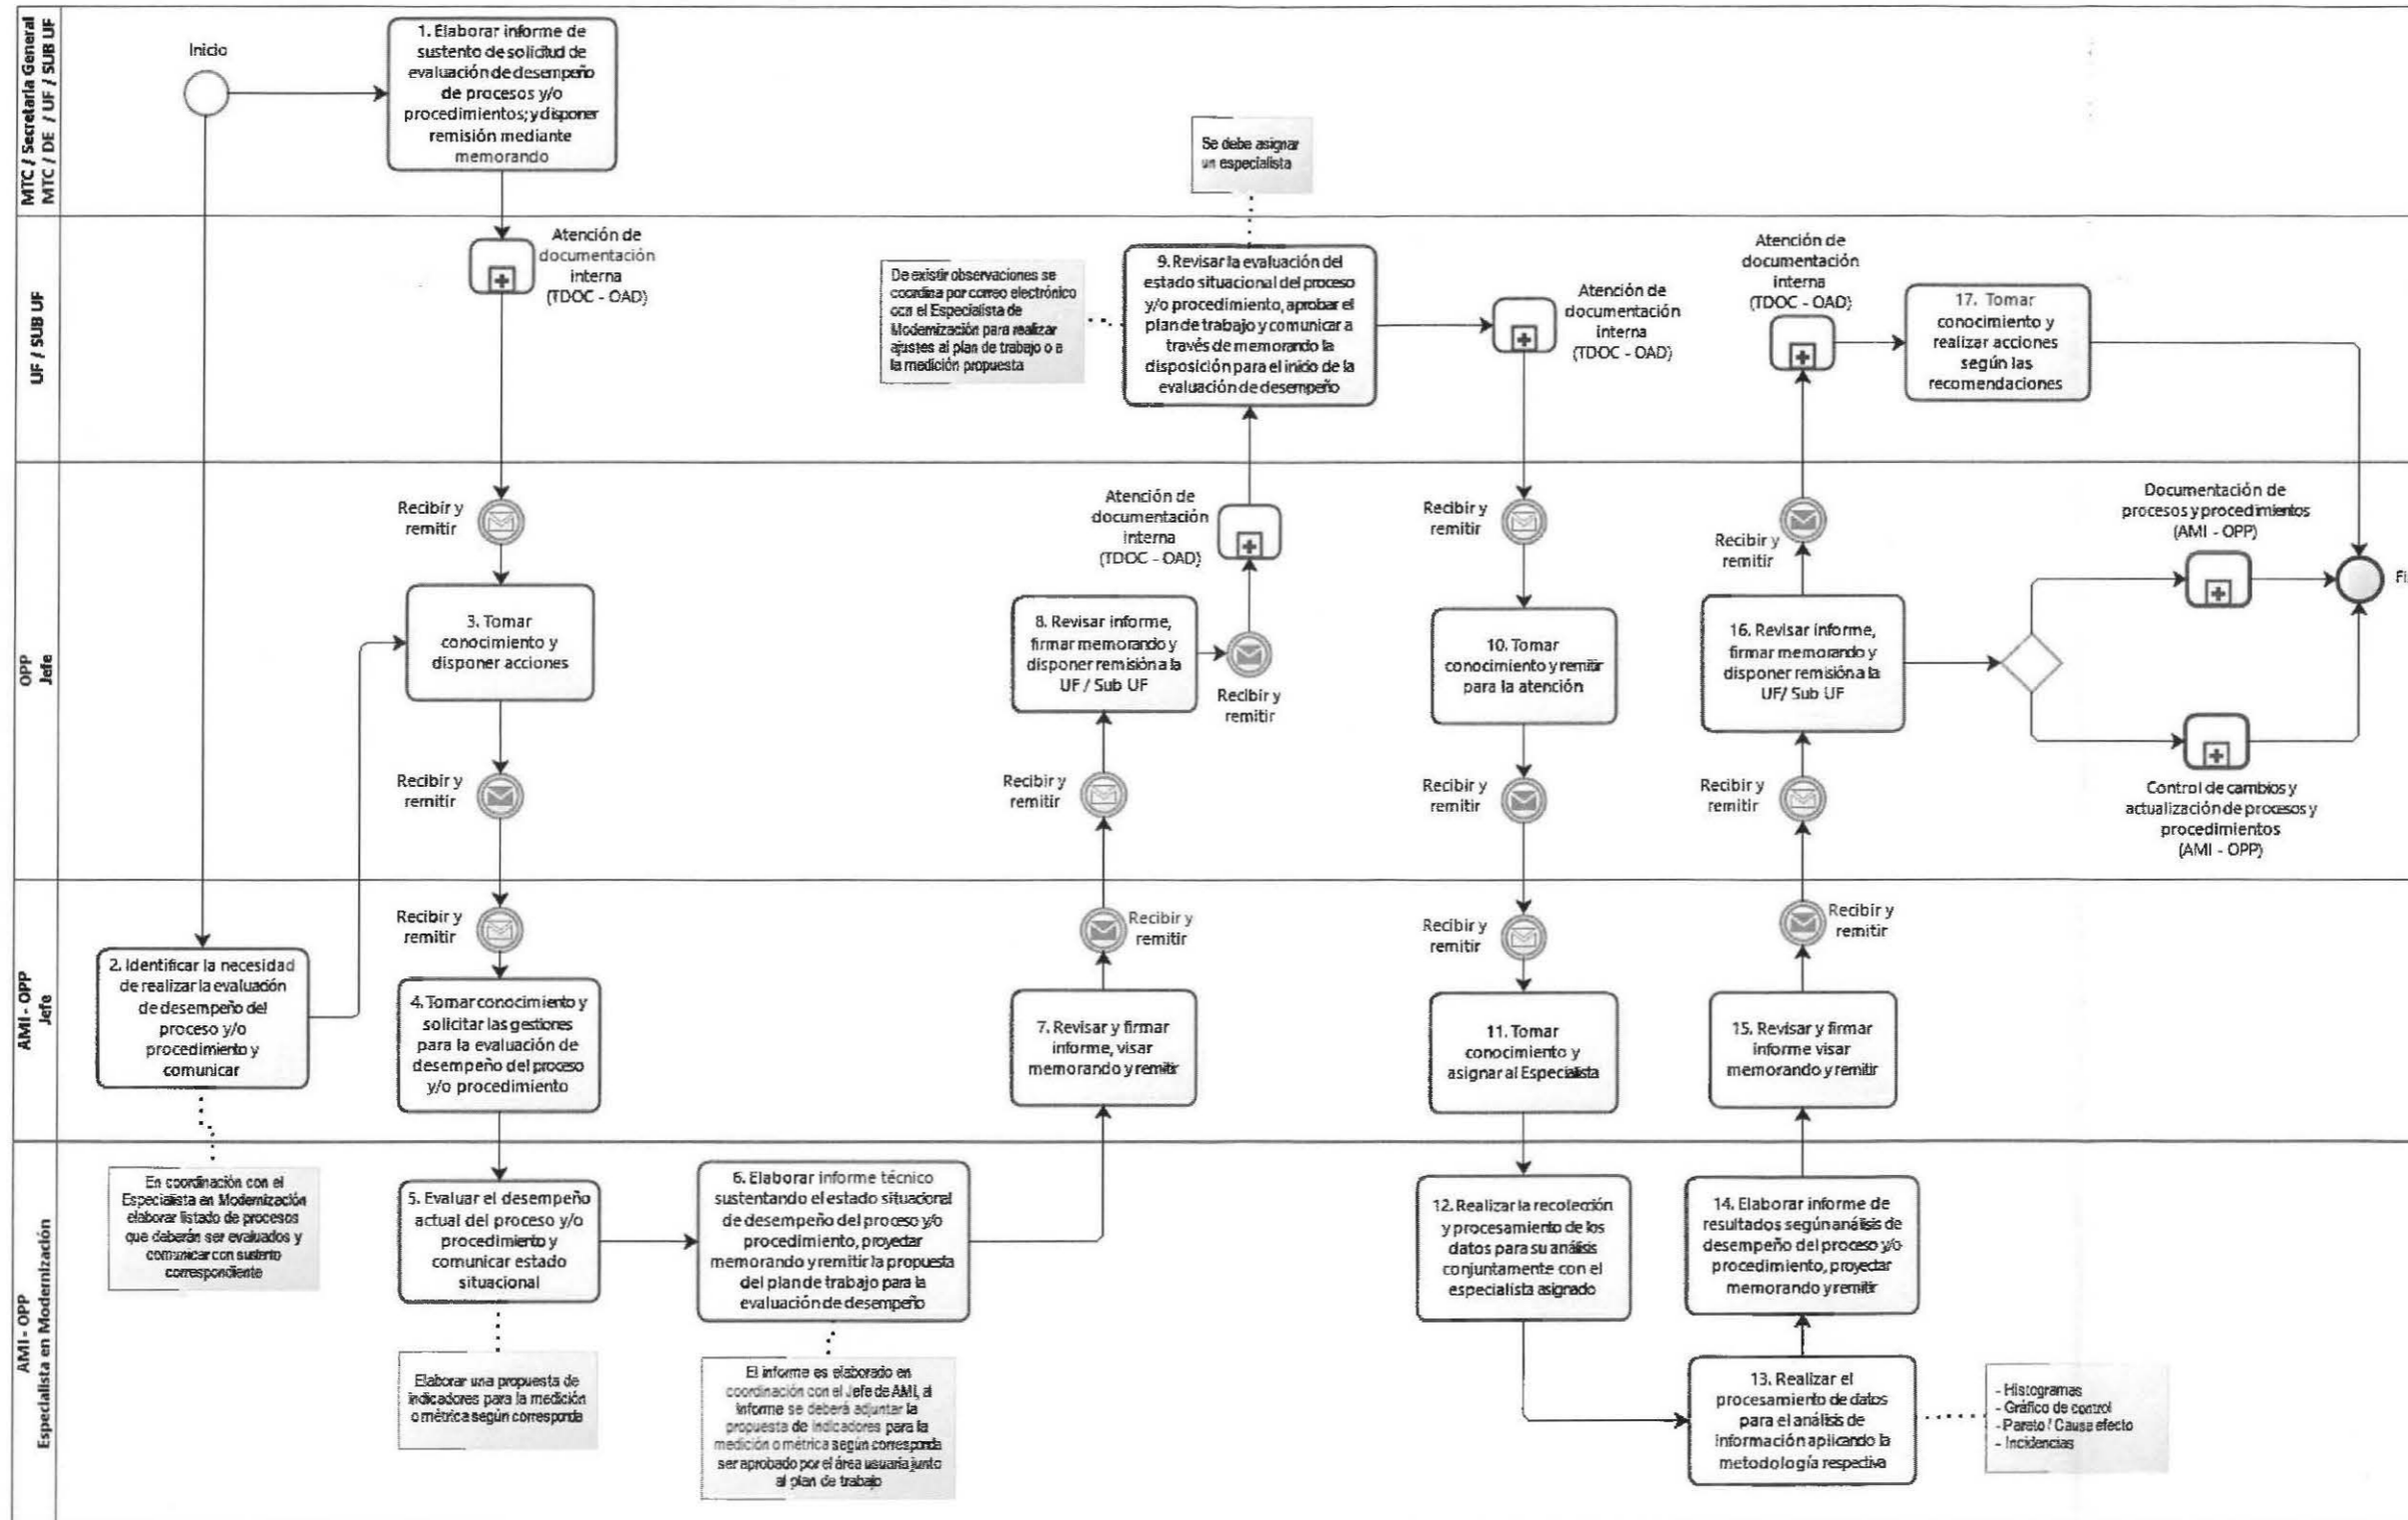 MTC / Secretaria General
MTC / DE / UF / SUB UF
Inicio
1. Elaborar informe de
sustento de solicitud de
evaluación de desempeño
de procesos y/o
procedimientos; y disponer
remisión mediante
memorando
Se debe asignar
un especialista
UF / SUB UF
Atención de
documentación
interna
(TDOC - OAD)
De existir observaciones se
coordina por correo electrónico
con el Especialista de
Modernización para realizar
ajustes al plan de trabajo o a
la medición propuesta
9. Revisar la evaluación del
estado situacional del proceso
y/o procedimiento, aprobar el
plan de trabajo y comunicar a
través de memorando la
disposición para el inicio de la
evaluación de desempeño
Atención de
documentación
interna
(TDOC - OAD)
Atención de
documentación
interna
(TDOC - OAD)
17. Tomar
conocimiento y
realizar acciones
según las
recomendaciones
OPP
Jefe
Recibir y
remitir
3. Tomar
conocimiento y
disponer acciones
Recibir y
remitir
Atención de
documentación
interna
(TDOC - OAD)
8. Revisar informe,
firmar memorando y
disponer remisión a la
UF / Sub UF
Recibir y
remitir
Recibir y
remitir
Recibir y
remitir
10. Tomar
conocimiento y remitir
para la atención
Recibir y
remitir
Recibir y
remitir
16. Revisar informe,
firmar memorando y
disponer remisión a la
UF/ Sub UF
Recibir y
remitir
Documentación de
procesos y procedimientos
(AMI - OPP)
Control de cambios y
actualización de procesos y
procedimientos
(AMI - OPP)
AMI - OPP
Jefe
2. Identificar la necesidad
de realizar la evaluación
de desempeño del
proceso y/o
procedimiento y
comunicar
Recibir y
remitir
4. Tomar conocimiento y
solicitar las gestiones
para la evaluación de
desempeño del proceso
y/o procedimiento
Recibir y
remitir
7. Revisar y firmar
informe, visar
memorando y remitir
Recibir y
remitir
11. Tomar
conocimiento y
asignar al Especialista
Recibir y
remitir
15. Revisar y firmar
informe visar
memorando y remitir
AMI - OPP
Especialista en Modernización
En coordinación con el
Especialista en Modernización
elaborar listado de procesos
que deberán ser evaluados y
comunicar con sustento
correspondiente
5. Evaluar el desempeño
actual del proceso y/o
procedimiento y
comunicar estado
situacional
Elaborar una propuesta de
indicadores para la medición
o métrica según corresponda
6. Elaborar informe técnico
sustentando el estado situacional
de desempeño del proceso y/o
procedimiento, proyectar
memorando y remitir la propuesta
del plan de trabajo para la
evaluación de desempeño
El informe es elaborado en
coordinación con el Jefe de AMI, al
informe se deberá adjuntar la
propuesta de indicadores para la
medición o métrica según corresponda
ser aprobado por el área usuaria junto
al plan de trabajo
12. Realizar la recolección
y procesamiento de los
datos para su análisis
conjuntamente con el
especialista asignado
14. Elaborar informe de
resultados según análisis de
desempeño del proceso y/o
procedimiento, proyectar
memorando y remitir
13. Realizar el
procesamiento de datos
para el análisis de
información aplicando la
metodología respectiva
- Histogramas
- Gráfico de control
- Pareto / Causa efecto
- Incidencias